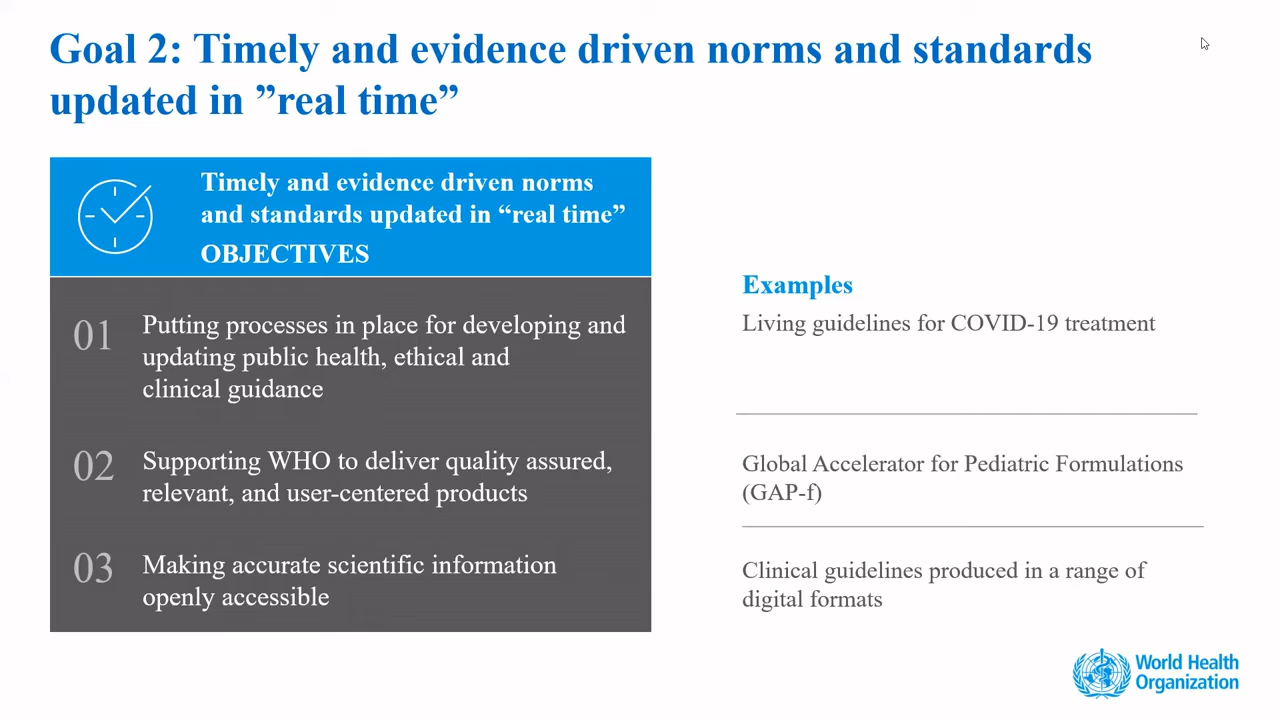 Goal 2: Timely and evidence driven norms and standards
updated in ”real time”
Timely and evidence driven norms
and standards updated in “real time”
OBJECTIVES
01
Putting processes in place for developing and
updating public health, ethical and
clinical guidance
02
Supporting WHO to deliver quality assured,
relevant, and user-centered products
03
Making accurate scientific information
openly accessible
Examples
Living guidelines for COVID-19 treatment
Global Accelerator for Pediatric Formulations
(GAP-f)
Clinical guidelines produced in a range of
digital formats
World Health
Organization